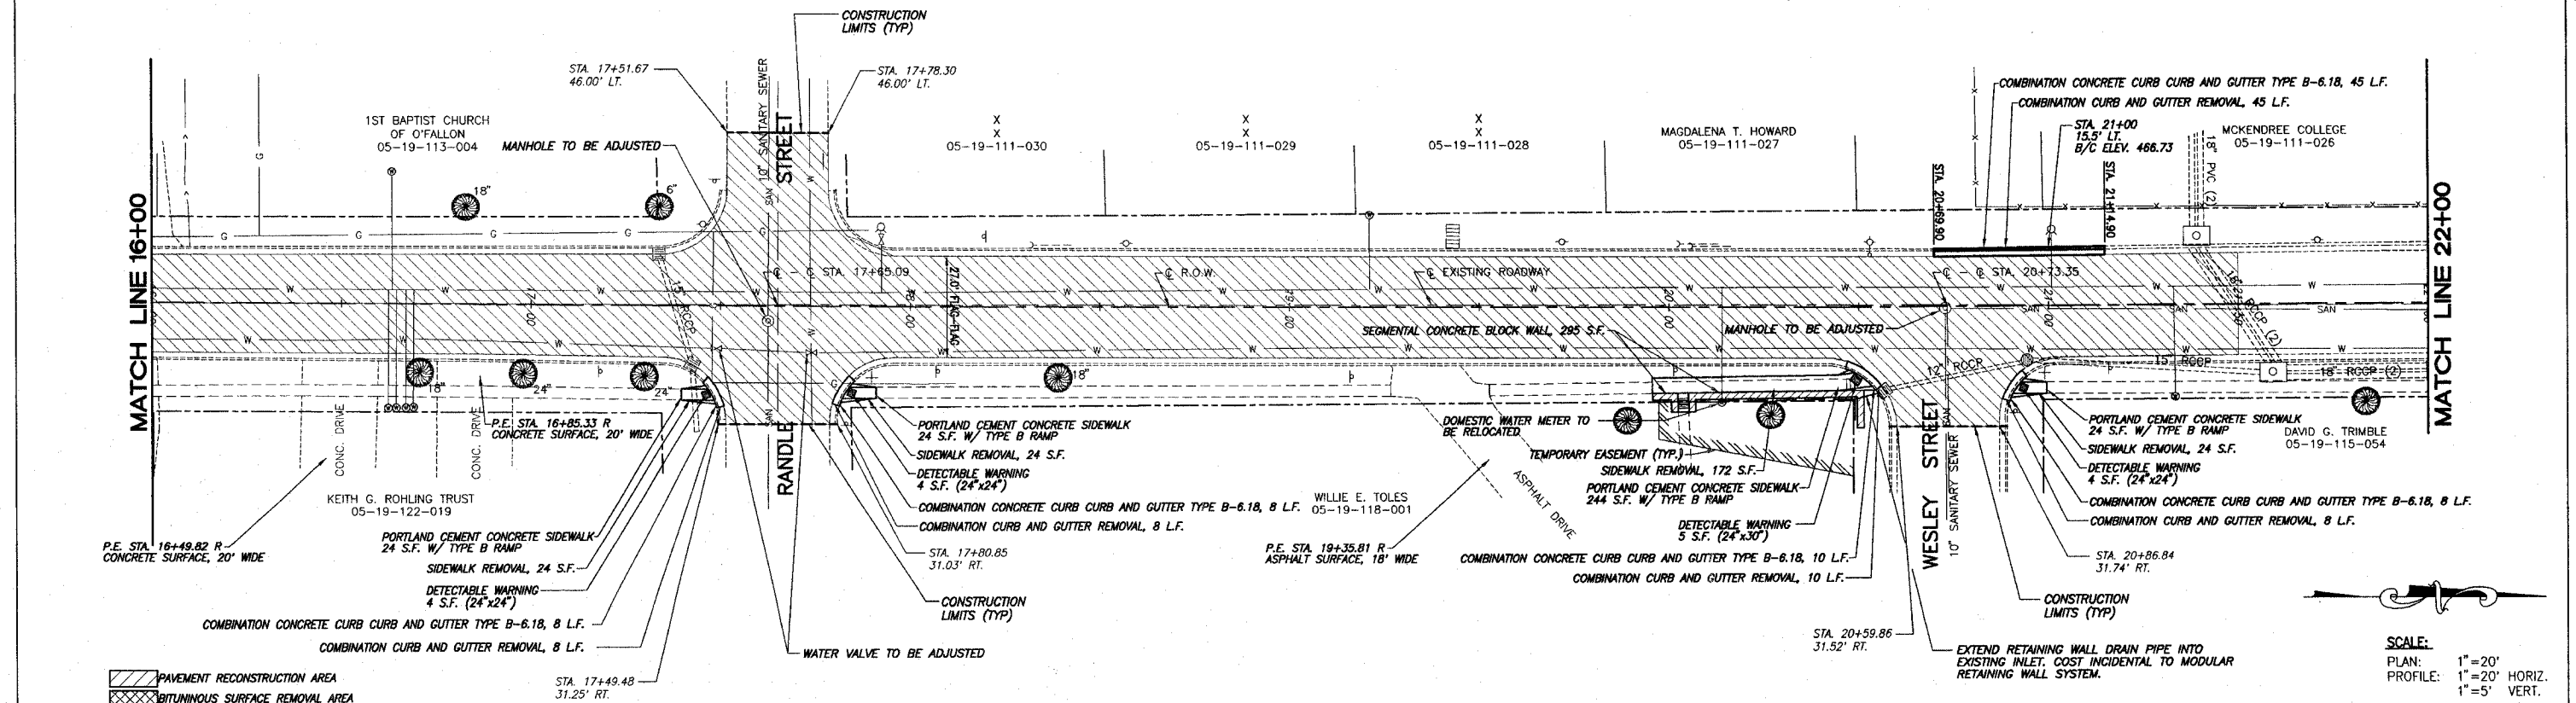 CONSTRUCTION
LIMITS (TYP)
STA. 17+51.67
46.00' LT.
10" SANITARY SEWER
STA. 17+78.30
46.00' LT.
COMBINATION CONCRETE CURB CURB AND GUTTER TYPE B-6.18, 45 L.F.
COMBINATION CURB AND GUTTER REMOVAL, 45 L.F.
1ST BAPTIST CHURCH
OF O'FALLON
05-19-113-004
MANHOLE TO BE ADJUSTED
STREET
X
X
05-19-111-030
X
X
05-19-111-029
X
X
05-19-111-028
MAGDALENA T. HOWARD
05-19-111-027
STA. 21+00
15.5' LT.
B/C ELEV. 466.73
18" PVC (2)
MCKENDREE COLLEGE
05-19-111-026
MATCH LINE 16+00
18"
6"
STA. 20+69.90
STA. 21+14.90
MATCH LINE 22+00
G
G
G
G
G
G
SAN
W
℄ - ℄ STA. 17+65.09
℄ R.O.W.
℄ EXISTING ROADWAY
℄ - ℄ STA. 20+73.35
15" RCCP
27.0' FLAG-FLAG
18" RCCP (2)
W
W
W
W
W
W
17+00
18+00
19+00
20+00
21+00
SAN
SAN
SAN
SEGMENTAL CONCRETE BLOCK WALL, 295 S.F.
MANHOLE TO BE ADJUSTED
12" RCCP
15" RCCP
18" RCCP (2)
18"
24"
24"
18"
CONC. DRIVE
CONC. DRIVE
P.E. STA. 16+85.33 R
CONCRETE SURFACE, 20' WIDE
RANDLE
SAN
PORTLAND CEMENT CONCRETE SIDEWALK
24 S.F. W/ TYPE B RAMP
SIDEWALK REMOVAL, 24 S.F.
DETECTABLE WARNING
4 S.F. (24"x24")
COMBINATION CONCRETE CURB CURB AND GUTTER TYPE B-6.18, 8 L.F.
COMBINATION CURB AND GUTTER REMOVAL, 8 L.F.
STA. 17+80.85
31.03' RT.
CONSTRUCTION
LIMITS (TYP)
DOMESTIC WATER METER TO
BE RELOCATED
TEMPORARY EASEMENT (TYP.)
SIDEWALK REMOVAL, 172 S.F.
PORTLAND CEMENT CONCRETE SIDEWALK
244 S.F. W/ TYPE B RAMP
DETECTABLE WARNING
5 S.F. (24"x30")
COMBINATION CONCRETE CURB CURB AND GUTTER TYPE B-6.18, 10 L.F.
COMBINATION CURB AND GUTTER REMOVAL, 10 L.F.
WILLIE E. TOLES
05-19-118-001
ASPHALT DRIVE
P.E. STA. 19+35.81 R
ASPHALT SURFACE, 18' WIDE
WESLEY STREET
SAN
10" SANITARY SEWER
PORTLAND CEMENT CONCRETE SIDEWALK
24 S.F. W/ TYPE B RAMP
DAVID G. TRIMBLE
05-19-115-054
SIDEWALK REMOVAL, 24 S.F.
DETECTABLE WARNING
4 S.F. (24"x24")
COMBINATION CONCRETE CURB CURB AND GUTTER TYPE B-6.18, 8 L.F.
COMBINATION CURB AND GUTTER REMOVAL, 8 L.F.
STA. 20+86.84
31.74' RT.
CONSTRUCTION
LIMITS (TYP)
STA. 20+59.86
31.52' RT.
EXTEND RETAINING WALL DRAIN PIPE INTO
EXISTING INLET. COST INCIDENTAL TO MODULAR
RETAINING WALL SYSTEM.
KEITH G. ROHLING TRUST
05-19-122-019
P.E. STA. 16+49.82 R
CONCRETE SURFACE, 20' WIDE
PORTLAND CEMENT CONCRETE SIDEWALK
24 S.F. W/ TYPE B RAMP
SIDEWALK REMOVAL, 24 S.F.
DETECTABLE WARNING
4 S.F. (24"x24")
COMBINATION CONCRETE CURB CURB AND GUTTER TYPE B-6.18, 8 L.F.
COMBINATION CURB AND GUTTER REMOVAL, 8 L.F.
WATER VALVE TO BE ADJUSTED
STA. 17+49.48
31.25' RT.
PAVEMENT RECONSTRUCTION AREA
BITUNINOUS SURFACE REMOVAL AREA
SCALE:
PLAN: 1"=20'
PROFILE: 1"=20' HORIZ.
1"=5' VERT.